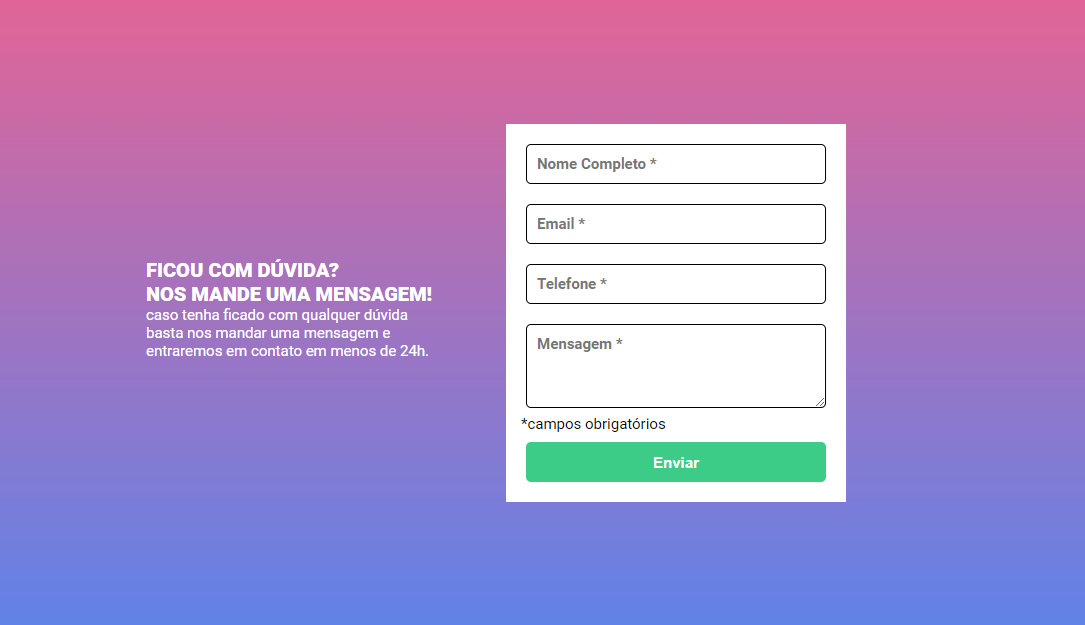 FICOU COM DÚVIDA?
NOS MANDE UMA MENSAGEM!
caso tenha ficado com qualquer dúvida
basta nos mandar uma mensagem e
entraremos em contato em menos de 24h.
Nome Completo *
Email *
Telefone *
Mensagem *
*campos obrigatórios
Enviar